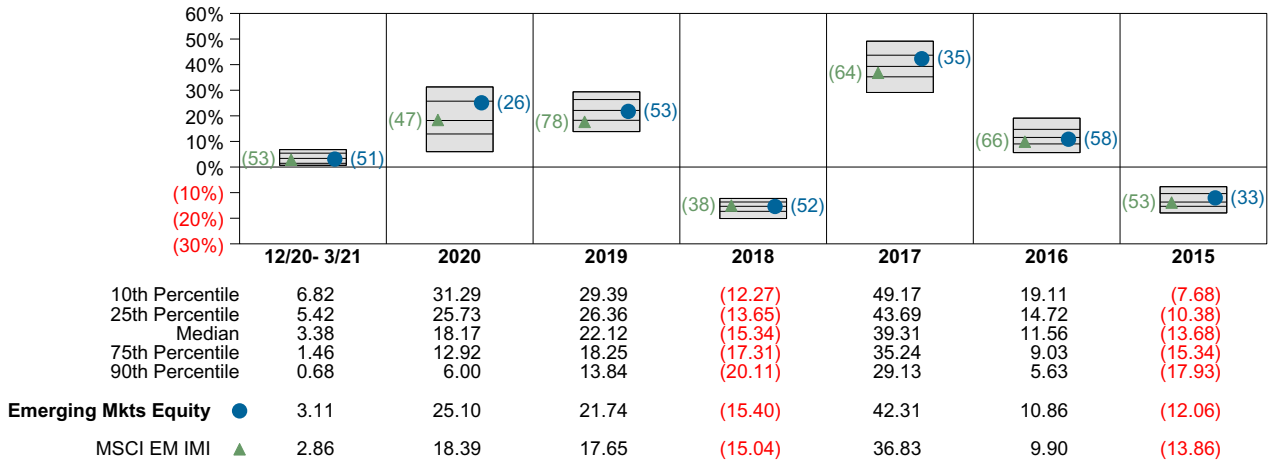 60%
50%
40%
30%
20%
10%
0%
(10%)
(20%)
(30%)
(53) (51)
(47) (26)
(78) (53)
(38) (52)
(64) (35)
(66) (58)
(53) (33)
12/20- 3/21 2020 2019 2018 2017 2016 2015
10th Percentile 6.82 31.29 29.39 (12.27) 49.17 19.11 (7.68)
25th Percentile 5.42 25.73 26.36 (13.65) 43.69 14.72 (10.38)
Median 3.38 18.17 22.12 (15.34) 39.31 11.56 (13.68)
75th Percentile 1.46 12.92 18.25 (17.31) 35.24 9.03 (15.34)
90th Percentile 0.68 6.00 13.84 (20.11) 29.13 5.63 (17.93)
Emerging Mkts Equity 3.11 25.10 21.74 (15.40) 42.31 10.86 (12.06)
MSCI EM IMI 2.86 18.39 17.65 (15.04) 36.83 9.90 (13.86)